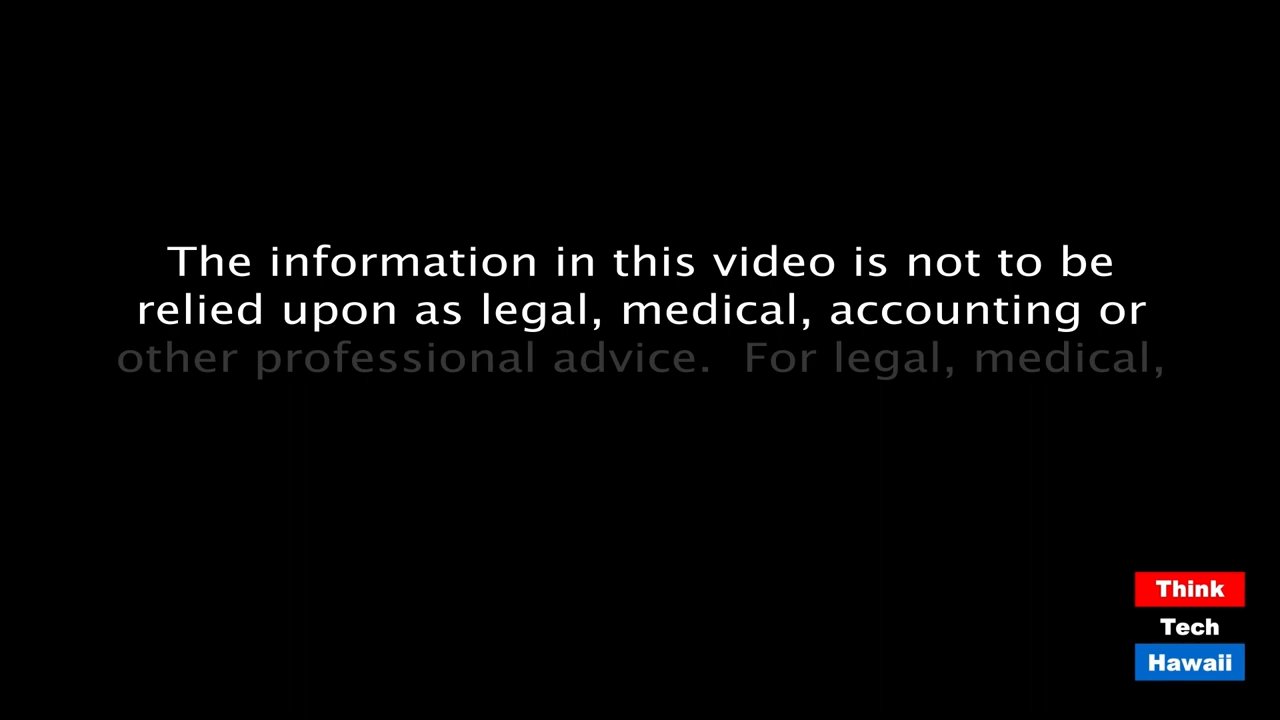 The information in this video is not to be
relied upon as legal, medical, accounting or
other professional advice.  For legal, medical,
Think
Tech
Hawaii